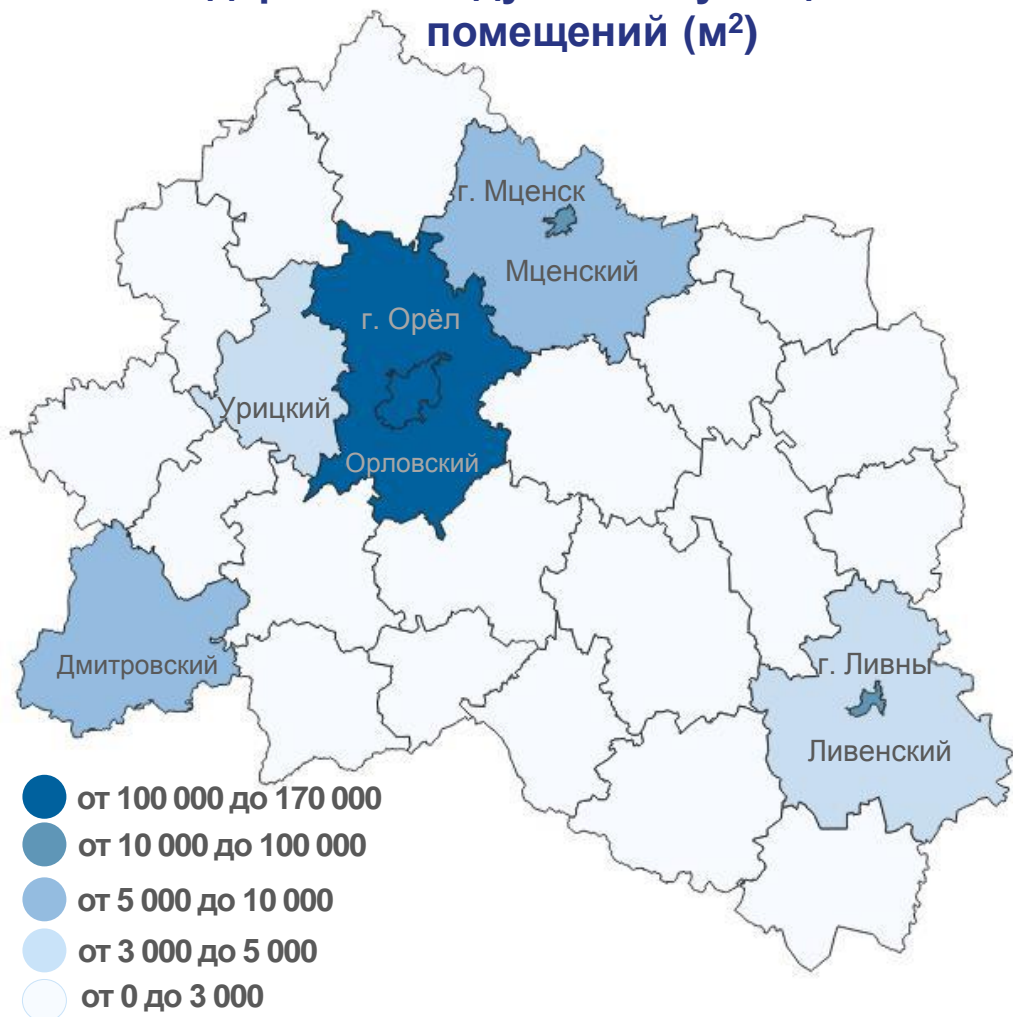 помещений (м²)
г. Мценск
Мценский
г. Орёл
Урицкий
Орловский
Дмитровский
г. Ливны
Ливенский
от 100 000 до 170 000
от 10 000 до 100 000
от 5 000 до 10 000
от 3 000 до 5 000
от 0 до 3 000